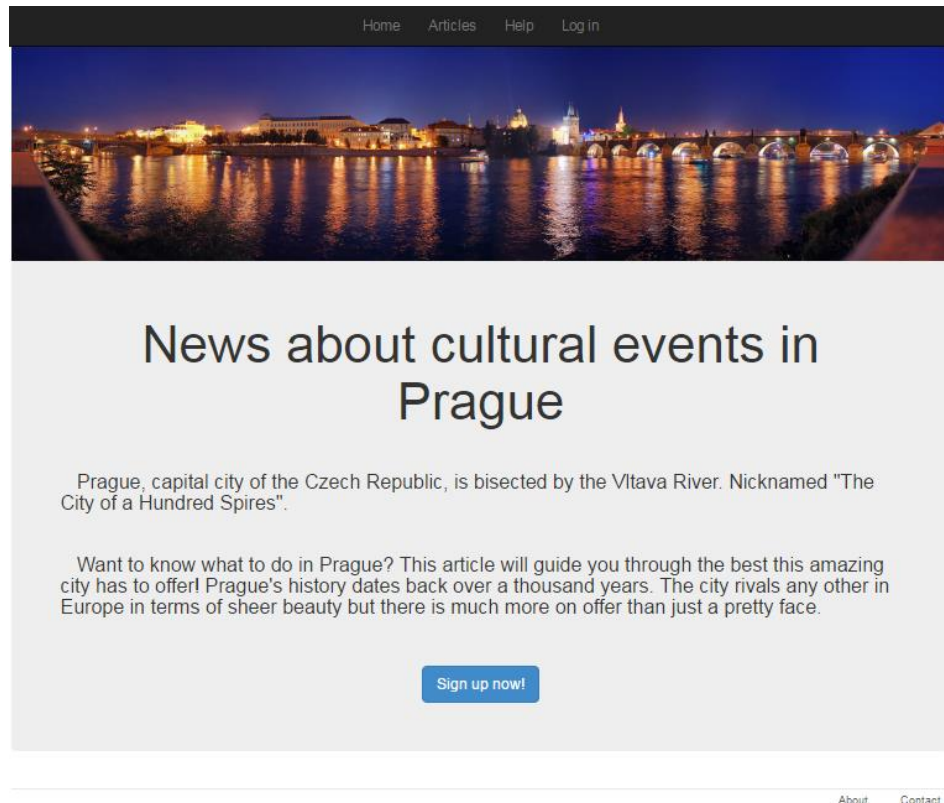 Home Articles Help Log in
News about cultural events in
Prague
Prague, capital city of the Czech Republic, is bisected by the Vltava River. Nicknamed "The
City of a Hundred Spires".
Want to know what to do in Prague? This article will guide you through the best this amazing
city has to offer! Prague's history dates back over a thousand years. The city rivals any other in
Europe in terms of sheer beauty but there is much more on offer than just a pretty face.
Sign up now!
About Contact